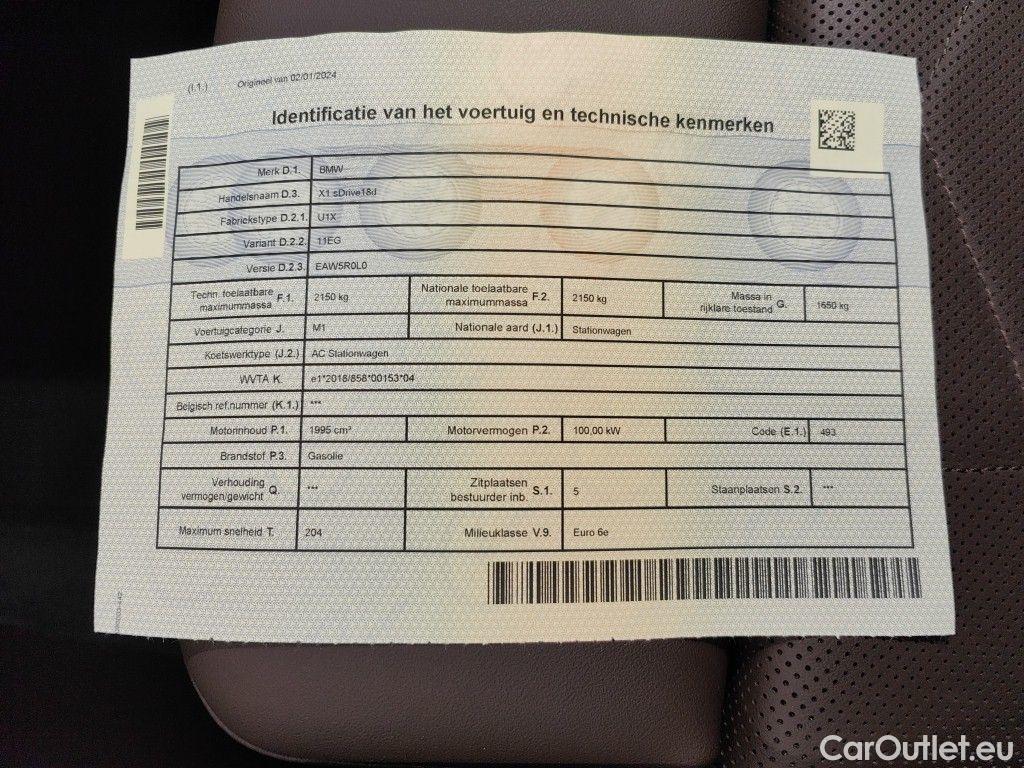 (I.1.) Origineel van 02/01/2024
Identificatie van het voertuig en technische kenmerken
Merk D.1. BMW
Handelsnaam D.3. X1 sDrive18d
Fabriekstype D.2.1. U1X
Variant D.2.2. 11EG
Versie D.2.3. EAW5R0L0
Techn. toelaatbare maximummassa F.1. 2150 kg Nationale toelaatbare maximummassa F.2. 2150 kg Massa in rijklare toestand G. 1650 kg
Voertuigcategorie J. M1 Nationale aard (J.1.) Stationwagen
Koetswerktype (J.2.) AC Stationwagen
WVTA K. e1*2018/858*00153*04
Belgisch ref.nummer (K.1.) ***
Motorinhoud P.1. 1995 cm³ Motorvermogen P.2. 100,00 kW Code (E.1.) 493
Brandstof P.3. Gasolie
Verhouding vermogen/gewicht Q. *** Zitplaatsen bestuurder inb. S.1. 5 Staanplaatsen S.2. ***
Maximum snelheid T. 204 Milieuklasse V.9. Euro 6e
CarOutlet.eu